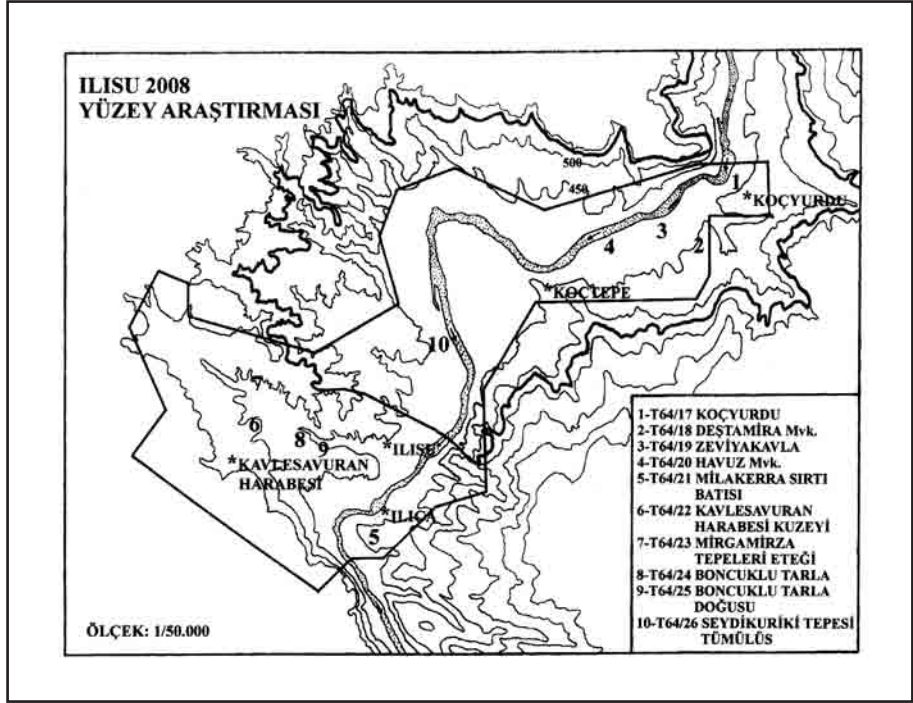 ILISU 2008
YÜZEY ARAŞTIRMASI
500
450
1
*KOÇYURDU
3
4
2
*KOÇTEPE
10
7
6
8
9
*ILISU
*KAVLESAVURAN
HARABESİ
*ILICA
5
1-T64/17 KOÇYURDU
2-T64/18 DEŞTAMİRA Mvk.
3-T64/19 ZEVİYAKAVLA
4-T64/20 HAVUZ Mvk.
5-T64/21 MİLAKERRA SIRTI
BATISI
6-T64/22 KAVLESAVURAN
HARABESİ KUZEYİ
7-T64/23 MİRGAMİRZA
TEPELERİ ETEĞİ
8-T64/24 BONCUKLU TARLA
9-T64/25 BONCUKLU TARLA
DOĞUSU
10-T64/26 SEYDİKURİKİ TEPESİ
TÜMÜLÜS
ÖLÇEK: 1/50.000